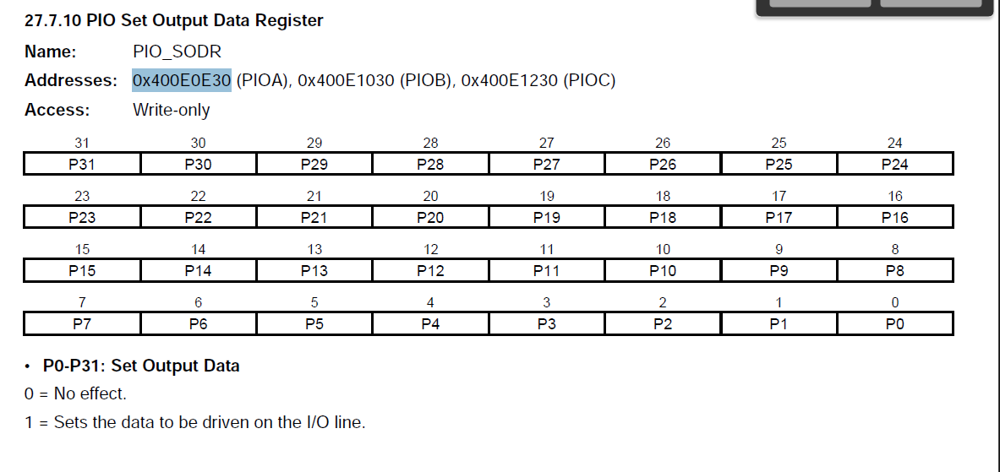 27.7.10 PIO Set Output Data Register
Name: PIO_SODR
Addresses: 0x400E0E30 (PIOA), 0x400E1030 (PIOB), 0x400E1230 (PIOC)
Access: Write-only
31 30 29 28 27 26 25 24
P31 P30 P29 P28 P27 P26 P25 P24
23 22 21 20 19 18 17 16
P23 P22 P21 P20 P19 P18 P17 P16
15 14 13 12 11 10 9 8
P15 P14 P13 P12 P11 P10 P9 P8
7 6 5 4 3 2 1 0
P7 P6 P5 P4 P3 P2 P1 P0
• P0-P31: Set Output Data
0 = No effect.
1 = Sets the data to be driven on the I/O line.